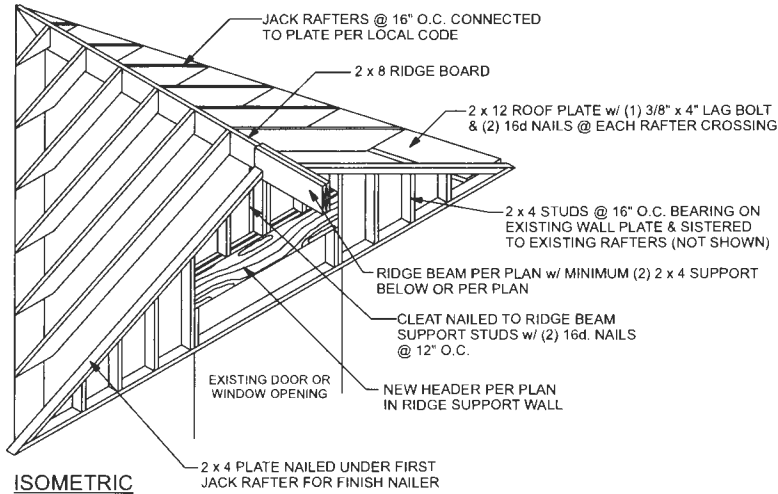 JACK RAFTERS @ 16" O.C. CONNECTED
TO PLATE PER LOCAL CODE
2 x 8 RIDGE BOARD
2 x 12 ROOF PLATE w/ (1) 3/8" x 4" LAG BOLT
& (2) 16d NAILS @ EACH RAFTER CROSSING
2 x 4 STUDS @ 16" O.C. BEARING ON
EXISTING WALL PLATE & SISTERED
TO EXISTING RAFTERS (NOT SHOWN)
RIDGE BEAM PER PLAN w/ MINIMUM (2) 2 x 4 SUPPORT
BELOW OR PER PLAN
CLEAT NAILED TO RIDGE BEAM
SUPPORT STUDS w/ (2) 16d. NAILS
@ 12" O.C.
EXISTING DOOR OR
WINDOW OPENING
NEW HEADER PER PLAN
IN RIDGE SUPPORT WALL
2 x 4 PLATE NAILED UNDER FIRST
JACK RAFTER FOR FINISH NAILER
ISOMETRIC